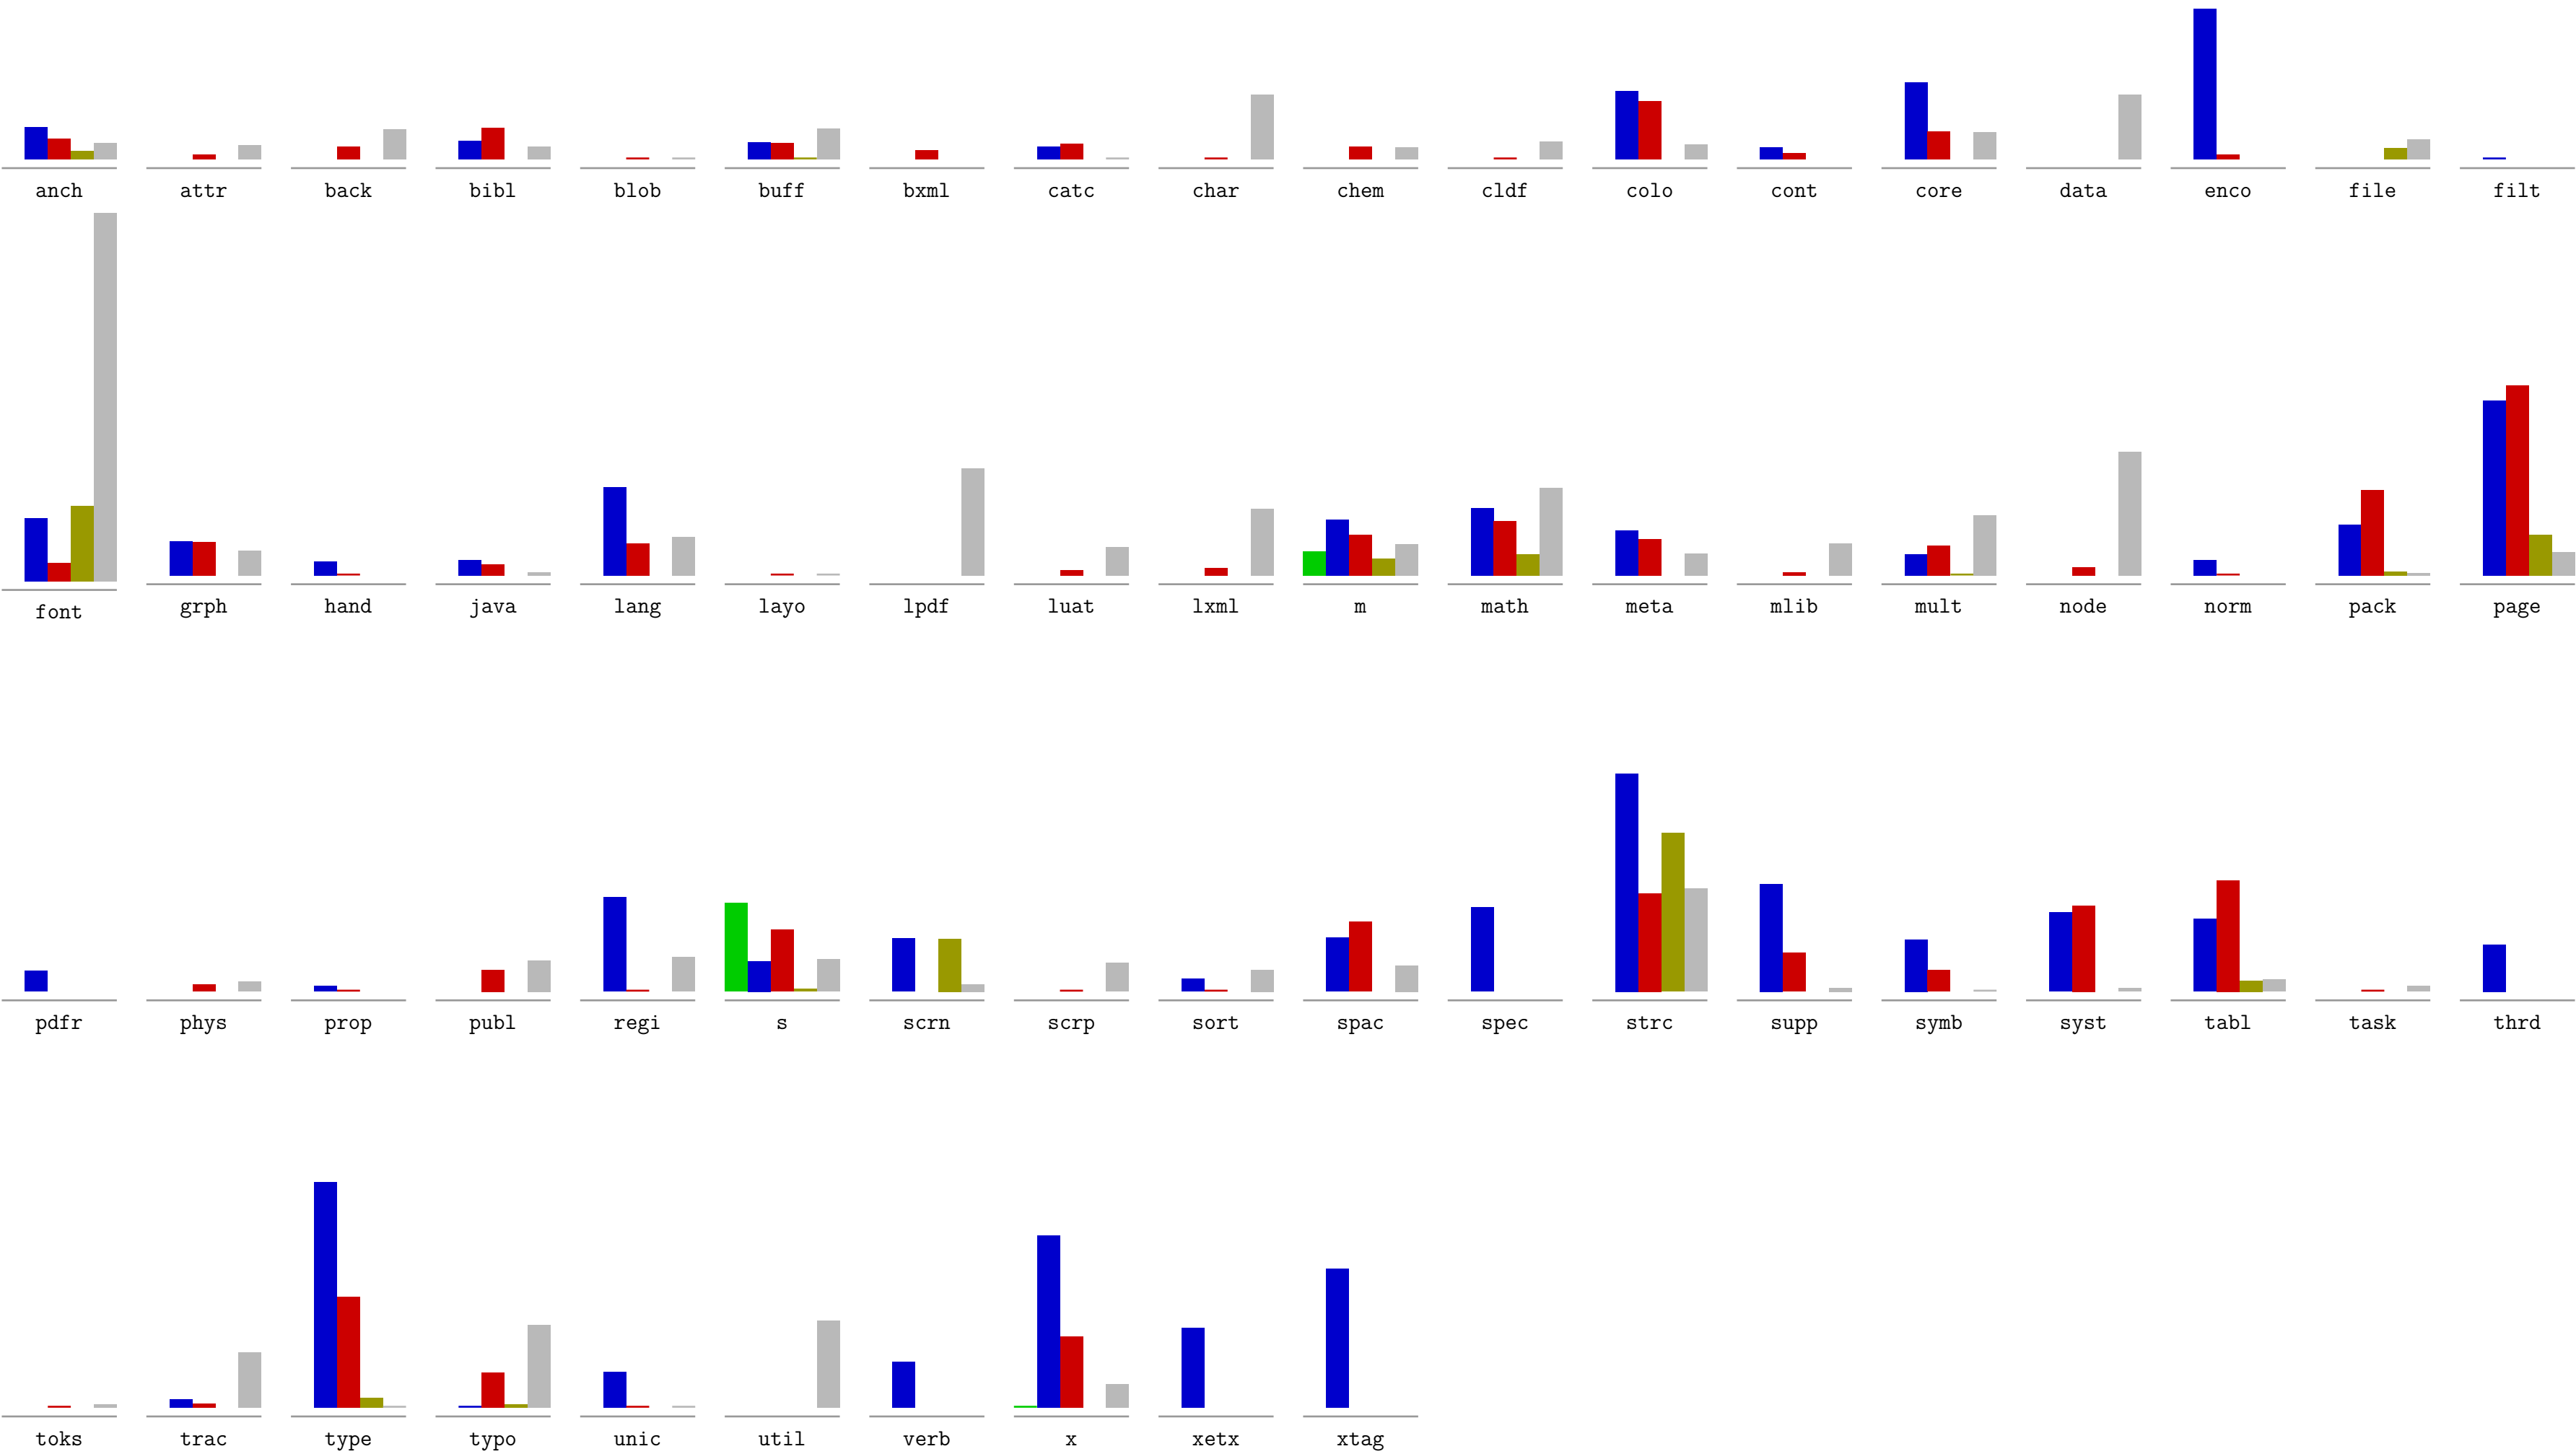 anch attr back bibl blob buff bxml catc char chem cldf colo cont core data enco file filt
font grph hand java lang layo lpdf luat lxml m math meta mlib mult node norm pack page
pdfr phys prop publ regi s scrn scrp sort spac spec strc supp symb syst tabl task thrd
toks trac type typo unic util verb x xetx xtag